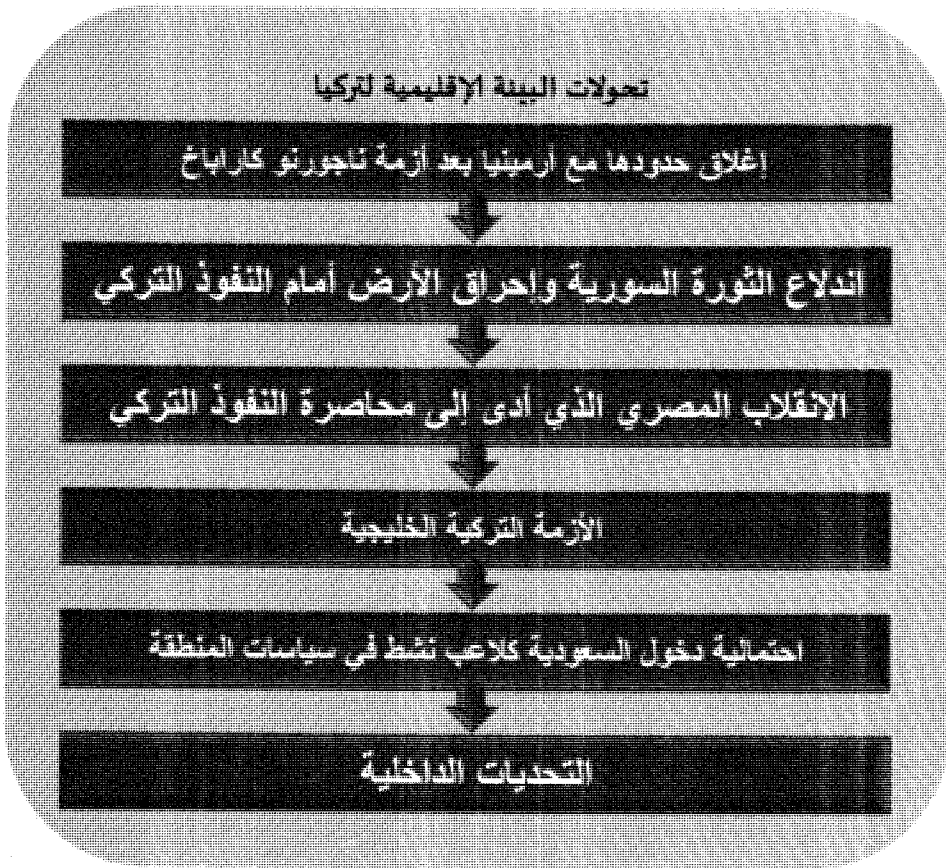 تحولات البيئة الإقليمية لتركيا
إغلاق حدودها مع أرمينيا بعد أزمة ناجورنو كاراباخ
اندلاع الثورة السورية وإحراق الأرض أمام النفوذ التركي
الانقلاب المصري الذي أدى إلى محاصرة النفوذ التركي
الأزمة التركية الخليجية
احتمالية دخول السعودية كلاعب نشط في سياسات المنطقة
التحديات الداخلية